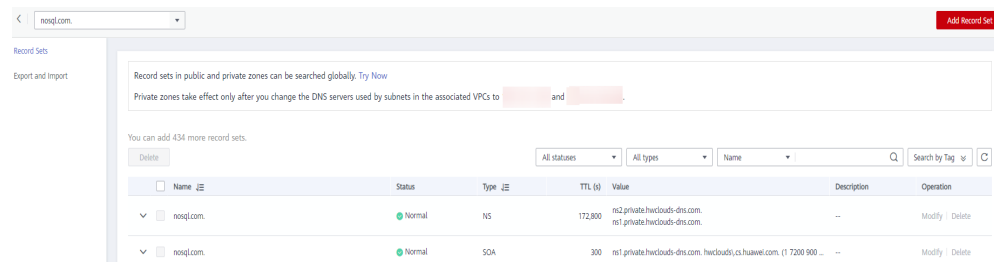 nosql.com.
Add Record Set
Record Sets
Export and Import
Record sets in public and private zones can be searched globally. Try Now
Private zones take effect only after you change the DNS servers used by subnets in the associated VPCs to and .
You can add 434 more record sets.
Delete
All statuses All types Name Search by Tag
Name Status Type TTL (s) Value Description Operation
nosql.com. Normal NS 172,800 ns2.private.hwclouds-dns.com. -- Modify Delete
ns1.private.hwclouds-dns.com.
nosql.com. Normal SOA 300 ns1.private.hwclouds-dns.com. hwclouds\.cs.huawei.com. (1 7200 900 ... -- Modify Delete